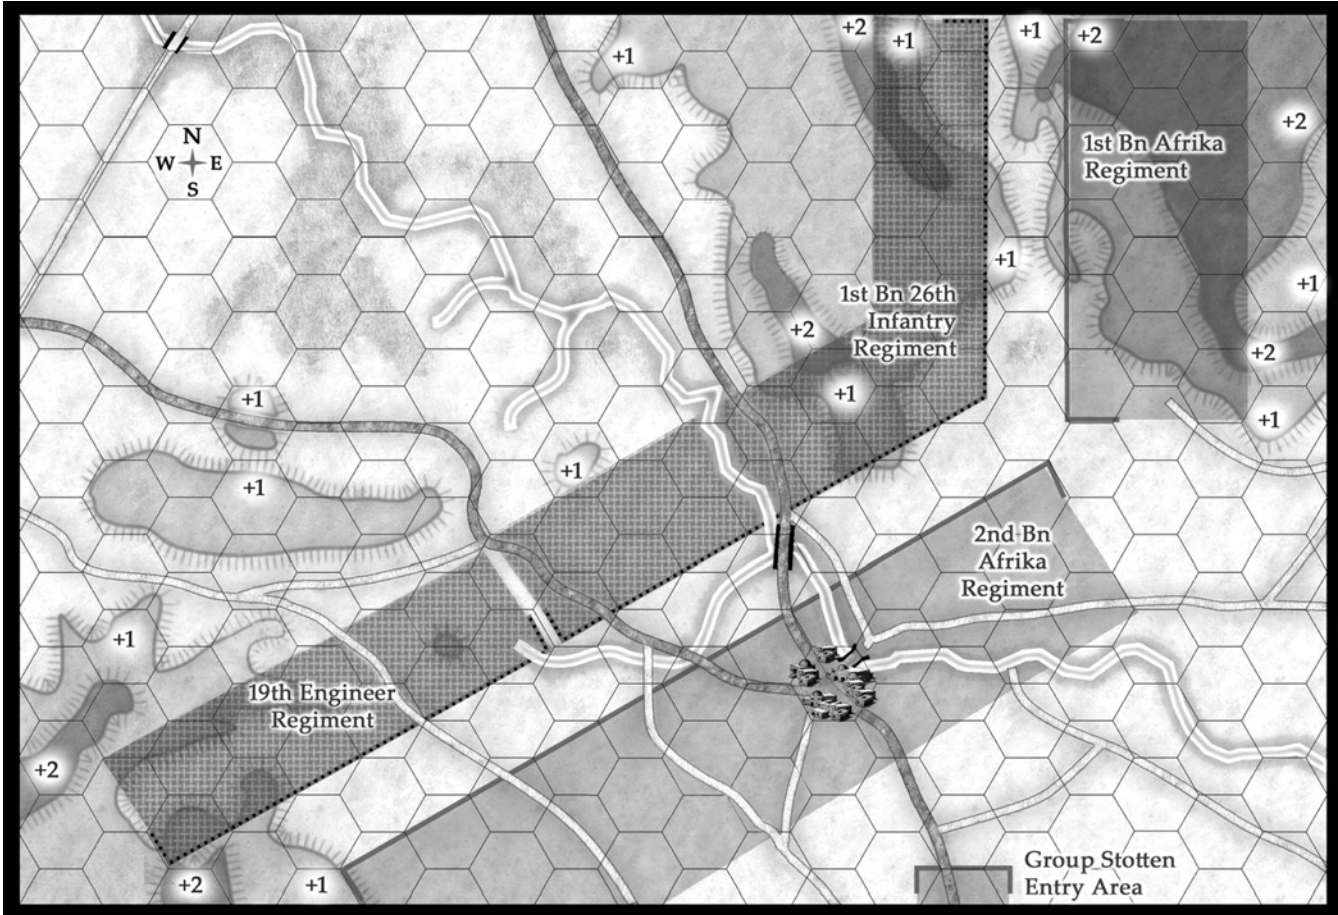 +2
+1
+1
+2
+1
+2
N
W E
S
1st Bn Afrika
Regiment
+1
+1
1st Bn 26th
Infantry
Regiment
+2
+2
+1
+1
+1
+1
+1
2nd Bn
Afrika
Regiment
+1
19th Engineer
Regiment
+2
Group Stotten
Entry Area
+2
+1